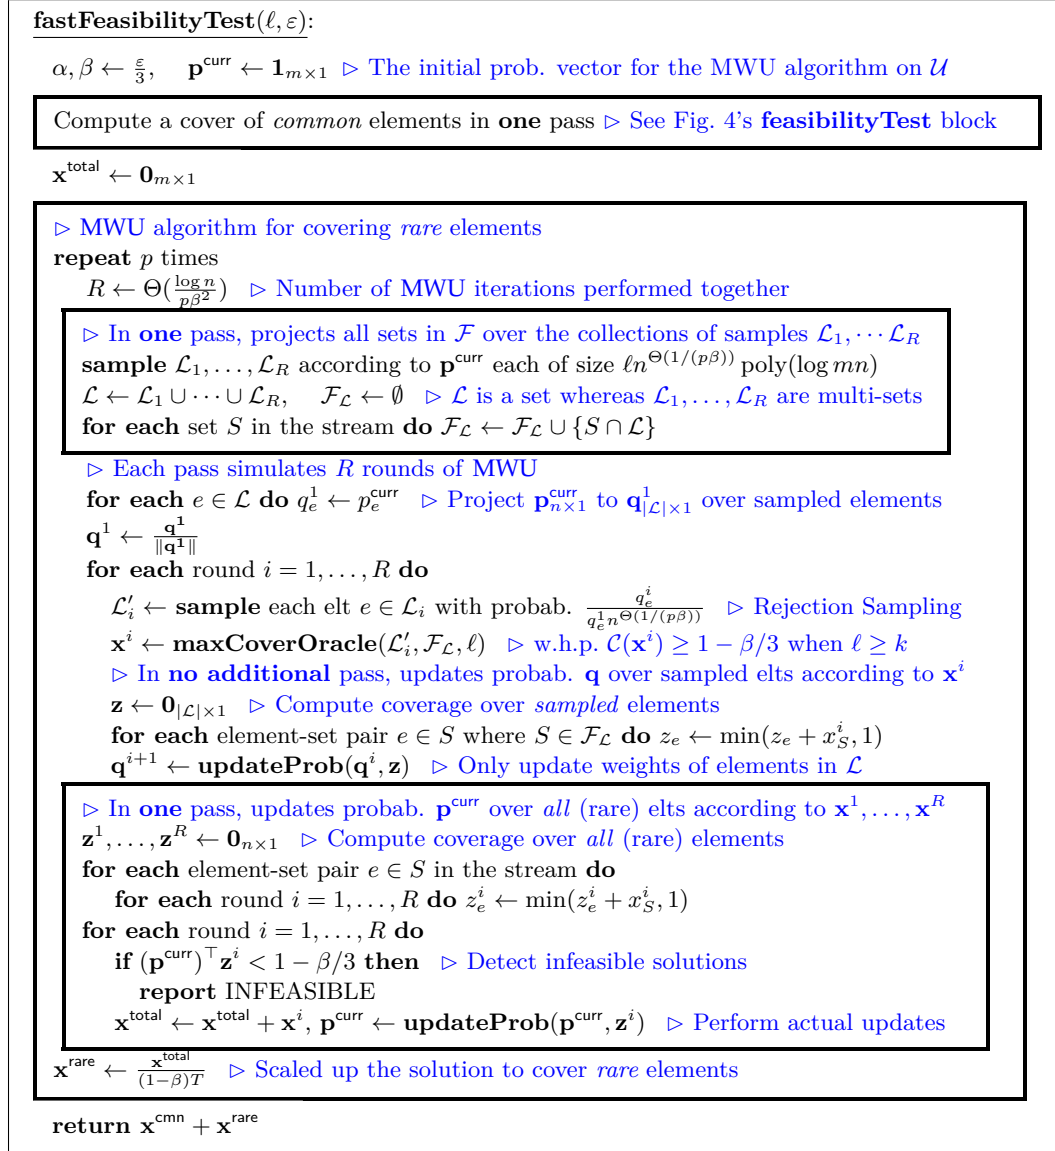 fastFeasibilityTest(ℓ, ε):
α, β ← ε/3, p^curr ← 1_{m×1} ▷ The initial prob. vector for the MWU algorithm on 𝒰
Compute a cover of common elements in one pass ▷ See Fig. 4's feasibilityTest block
x^total ← 0_{m×1}
▷ MWU algorithm for covering rare elements
repeat p times
R ← Θ(log n / pβ²) ▷ Number of MWU iterations performed together
▷ In one pass, projects all sets in ℱ over the collections of samples ℒ_1, ⋯ ℒ_R
sample ℒ_1, …, ℒ_R according to p^curr each of size ℓn^{Θ(1/(pβ))} poly(log mn)
ℒ ← ℒ_1 ∪ ⋯ ∪ ℒ_R, ℱ_ℒ ← ∅ ▷ ℒ is a set whereas ℒ_1, …, ℒ_R are multi-sets
for each set S in the stream do ℱ_ℒ ← ℱ_ℒ ∪ {S ∩ ℒ}
▷ Each pass simulates R rounds of MWU
for each e ∈ ℒ do q_e^1 ← p_e^curr ▷ Project p^curr_{n×1} to q^1_{|ℒ|×1} over sampled elements
q^1 ← q^1 / ‖q^1‖
for each round i = 1, …, R do
ℒ'_i ← sample each elt e ∈ ℒ_i with probab. q_e^i / q_e^1 n^{Θ(1/(pβ))} ▷ Rejection Sampling
x^i ← maxCoverOracle(ℒ'_i, ℱ_ℒ, ℓ) ▷ w.h.p. 𝒞(x^i) ≥ 1 − β/3 when ℓ ≥ k
▷ In no additional pass, updates probab. q over sampled elts according to x^i
z ← 0_{|ℒ|×1} ▷ Compute coverage over sampled elements
for each element-set pair e ∈ S where S ∈ ℱ_ℒ do z_e ← min(z_e + x_S^i, 1)
q^{i+1} ← updateProb(q^i, z) ▷ Only update weights of elements in ℒ
▷ In one pass, updates probab. p^curr over all (rare) elts according to x^1, …, x^R
z^1, …, z^R ← 0_{n×1} ▷ Compute coverage over all (rare) elements
for each element-set pair e ∈ S in the stream do
for each round i = 1, …, R do z_e^i ← min(z_e^i + x_S^i, 1)
for each round i = 1, …, R do
if (p^curr)^⊤ z^i < 1 − β/3 then ▷ Detect infeasible solutions
report INFEASIBLE
x^total ← x^total + x^i, p^curr ← updateProb(p^curr, z^i) ▷ Perform actual updates
x^rare ← x^total / (1−β)T ▷ Scaled up the solution to cover rare elements
return x^cmn + x^rare